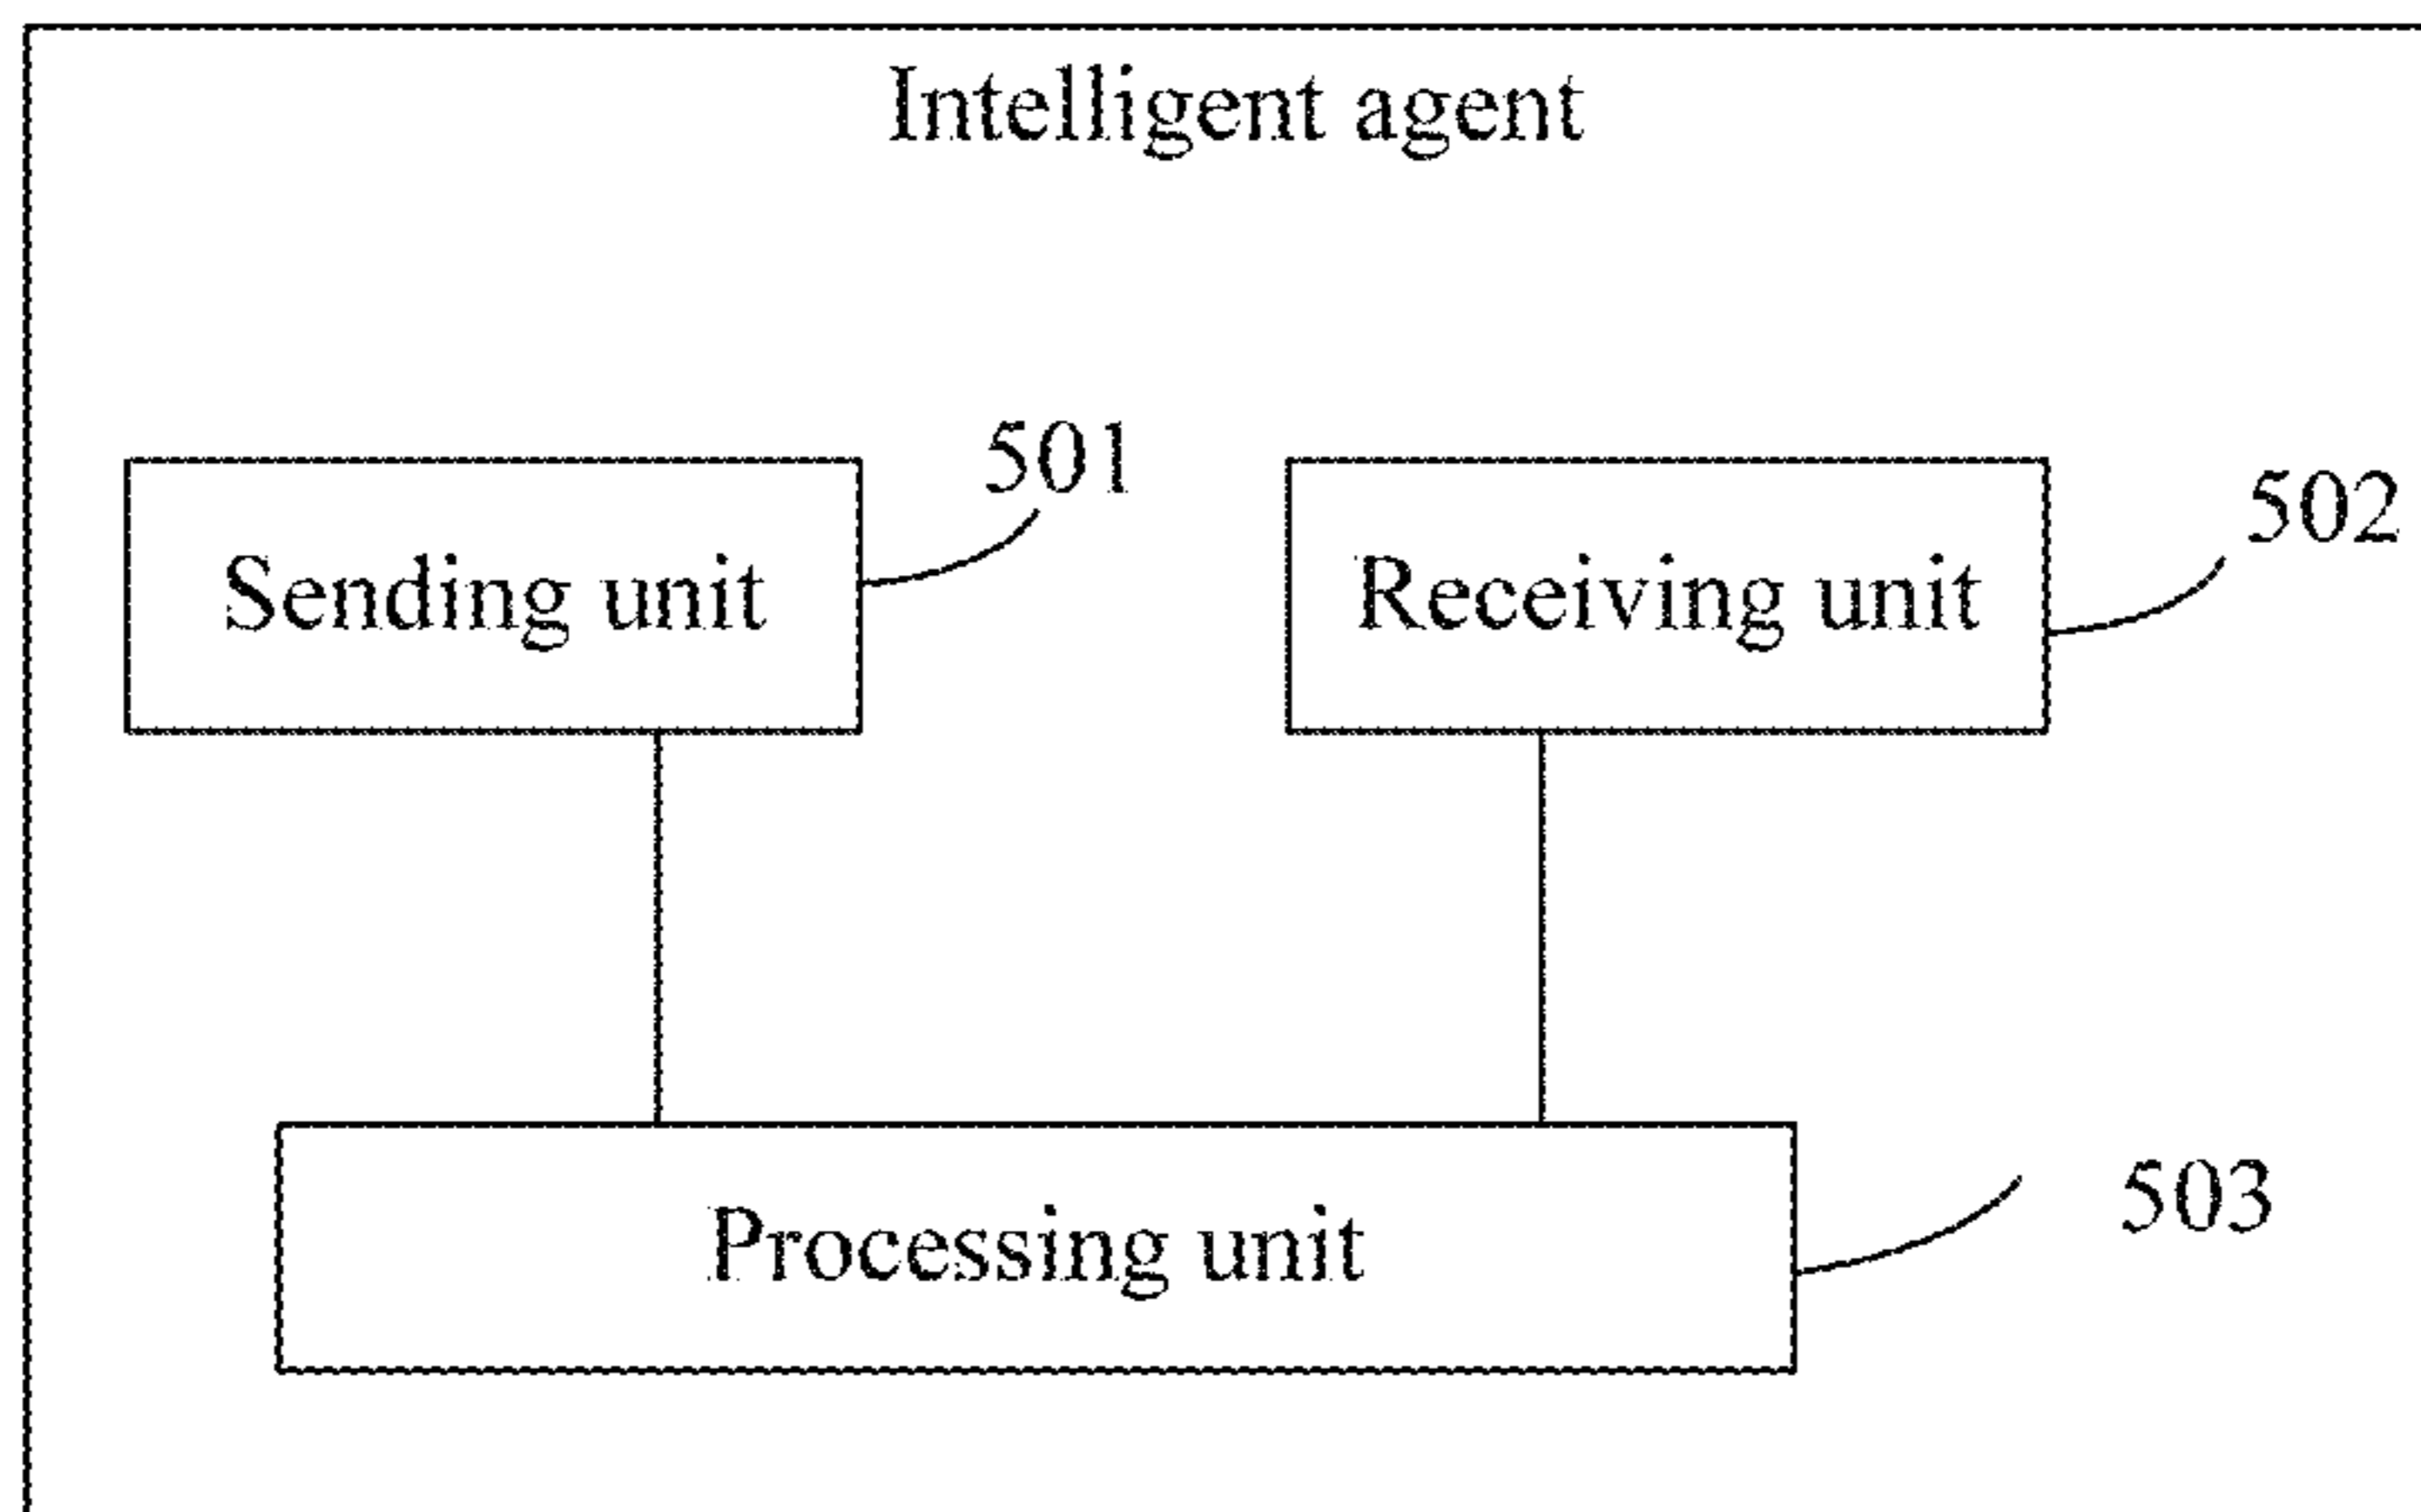 Intelligent agent
501
502
Sending unit
Receiving unit
503
Processing unit